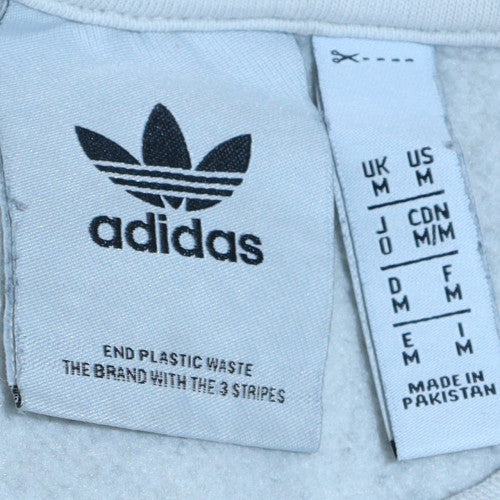 adidas
END PLASTIC WASTE
THE BRAND WITH THE 3 STRIPES
UK US
M M
J CDN
O M/M
D F
M M
E I
M M
MADE IN
PAKISTAN